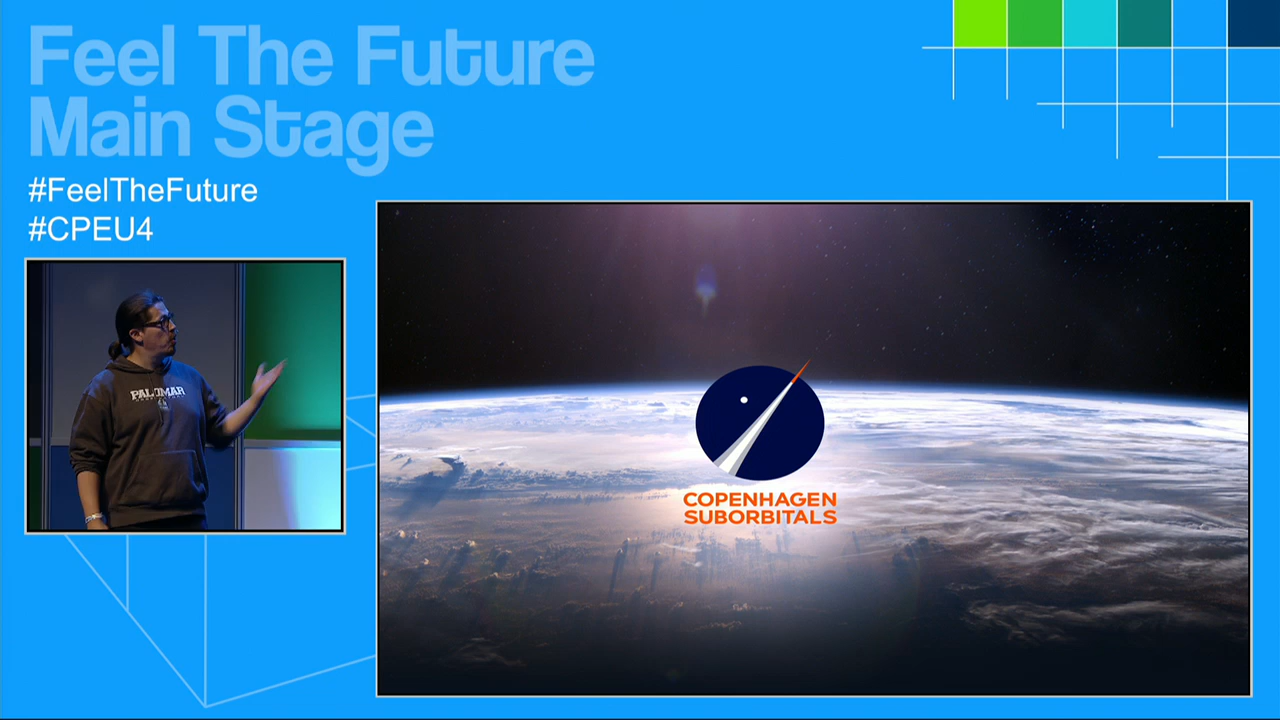 Feel The Future
Main Stage
#FeelTheFuture
#CPEU4
PALOMAR
COPENHAGEN
SUBORBITALS